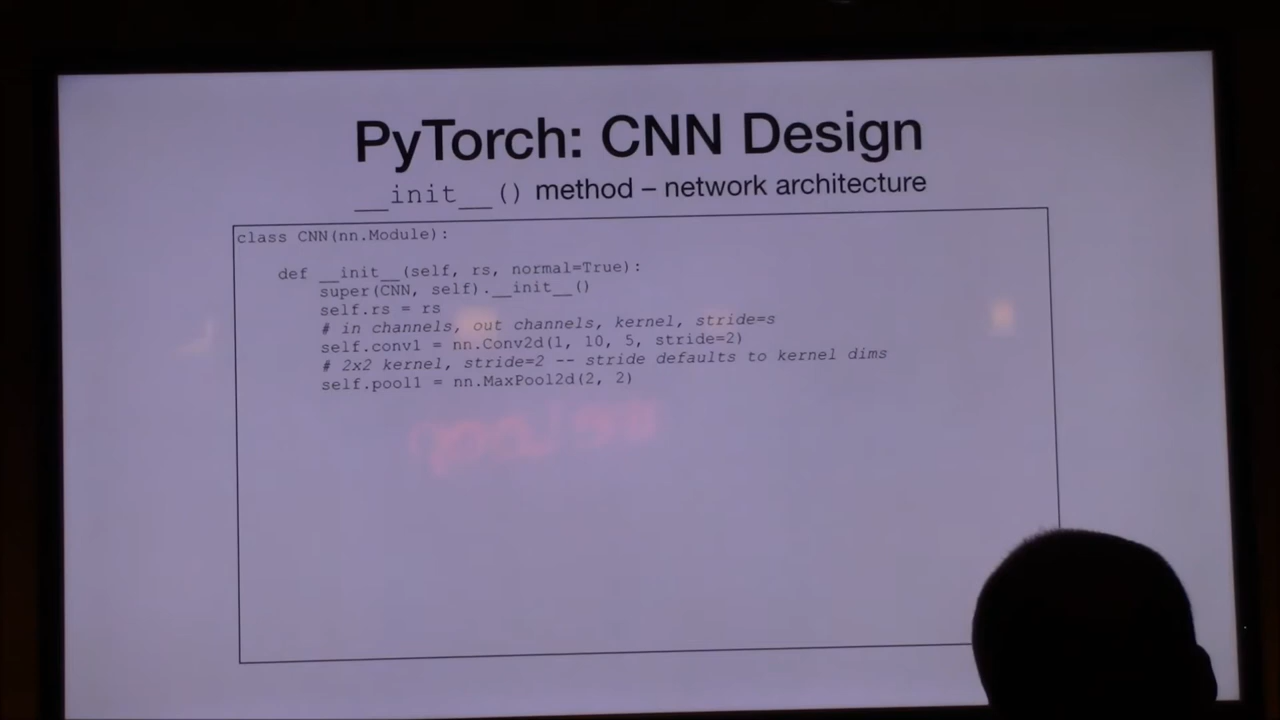 PyTorch: CNN Design
__init__() method – network architecture
class CNN(nn.Module):
def __init__(self, rs, normal=True):
super(CNN, self).__init__()
self.rs = rs
# in channels, out channels, kernel, stride=s
self.conv1 = nn.Conv2d(1, 10, 5, stride=2)
# 2x2 kernel, stride=2 -- stride defaults to kernel dims
self.pool1 = nn.MaxPool2d(2, 2)